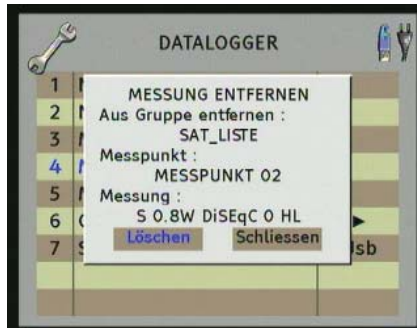 DATALOGGER
MESSUNG ENTFERNEN
Aus Gruppe entfernen :
SAT_LISTE
Messpunkt :
MESSPUNKT 02
Messung :
S 0.8W DiSEqC 0 HL
Löschen Schliessen
1
2
3
4
5
6
7